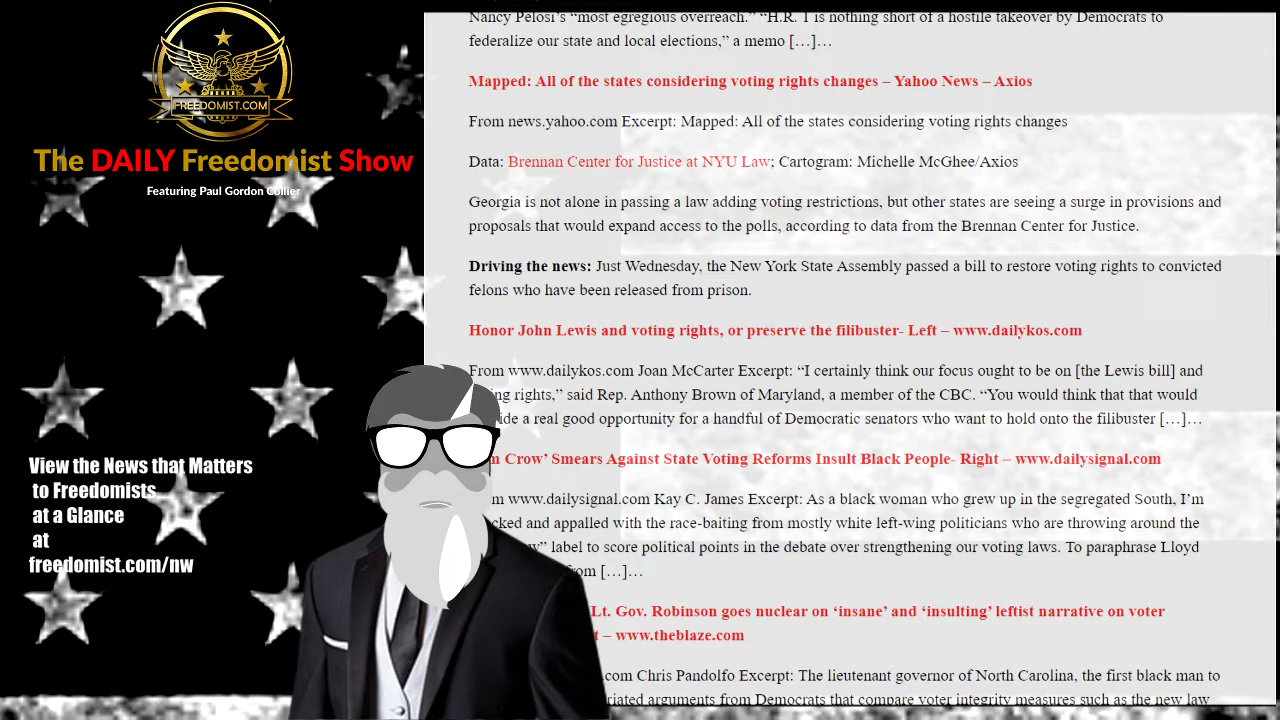 FREEDOMIST.COM
The DAILY Freedomist Show
Featuring Paul Gordon Collier
View the News that Matters
to Freedomists
at a Glance
at
freedomist.com/nw
Nancy Pelosi’s “most egregious overreach.” “H.R. 1 is nothing short of a hostile takeover by Democrats to
federalize our state and local elections,” a memo […]…
Mapped: All of the states considering voting rights changes – Yahoo News – Axios
From news.yahoo.com Excerpt: Mapped: All of the states considering voting rights changes
Data: Brennan Center for Justice at NYU Law; Cartogram: Michelle McGhee/Axios
Georgia is not alone in passing a law adding voting restrictions, but other states are seeing a surge in provisions and
proposals that would expand access to the polls, according to data from the Brennan Center for Justice.
Driving the news: Just Wednesday, the New York State Assembly passed a bill to restore voting rights to convicted
felons who have been released from prison.
Honor John Lewis and voting rights, or preserve the filibuster- Left – www.dailykos.com
From www.dailykos.com Joan McCarter Excerpt: “I certainly think our focus ought to be on [the Lewis bill] and
ng rights,” said Rep. Anthony Brown of Maryland, a member of the CBC. “You would think that that would
de a real good opportunity for a handful of Democratic senators who want to hold onto the filibuster […]…
Crow’ Smears Against State Voting Reforms Insult Black People- Right – www.dailysignal.com
m www.dailysignal.com Kay C. James Excerpt: As a black woman who grew up in the segregated South, I’m
cked and appalled with the race-baiting from mostly white left-wing politicians who are throwing around the
label to score political points in the debate over strengthening our voting laws. To paraphrase Lloyd
om […]…
Lt. Gov. Robinson goes nuclear on ‘insane’ and ‘insulting’ leftist narrative on voter
t – www.theblaze.com
.com Chris Pandolfo Excerpt: The lieutenant governor of North Carolina, the first black man to
riated arguments from Democrats that compare voter integrity measures such as the new law